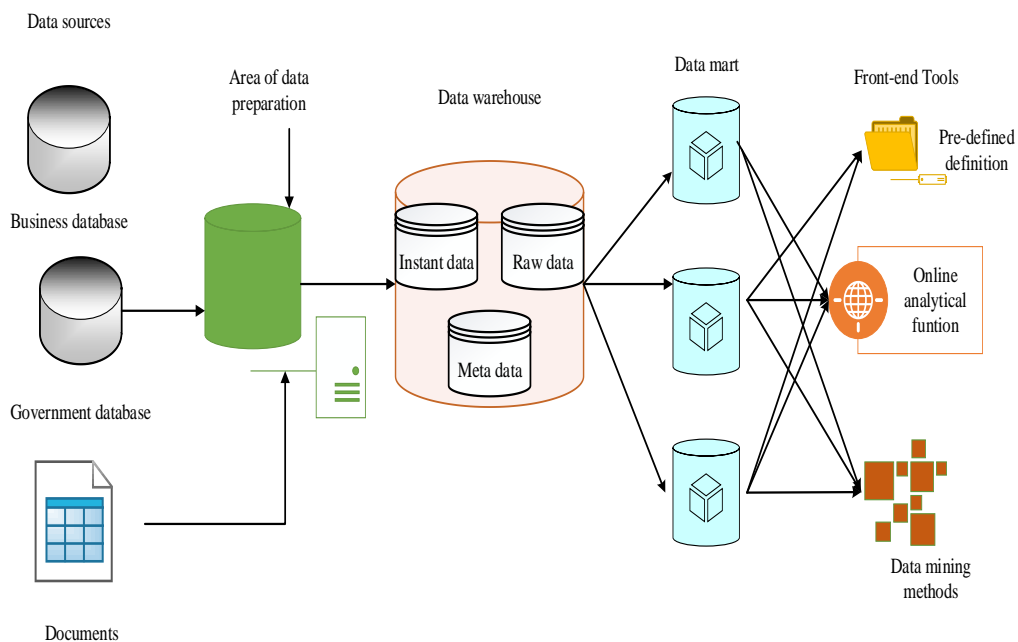 Data sources
Business database
Government database
Documents
Area of data
preparation
Data warehouse
Instant data
Raw data
Meta data
Data mart
Front-end Tools
Pre-defined
definition
Online
analytical
funtion
Data mining
methods